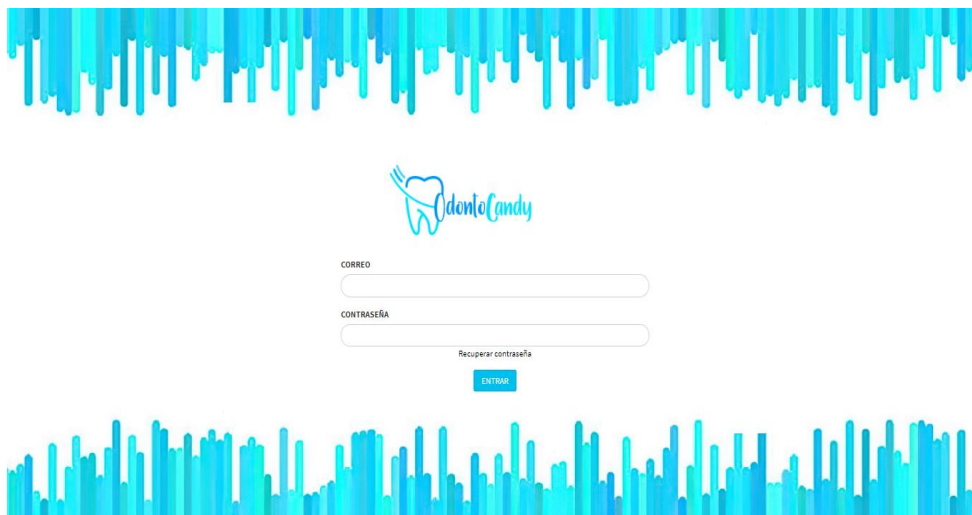 OdontoCandy
CORREO
CONTRASEÑA
Recuperar contraseña
ENTRAR